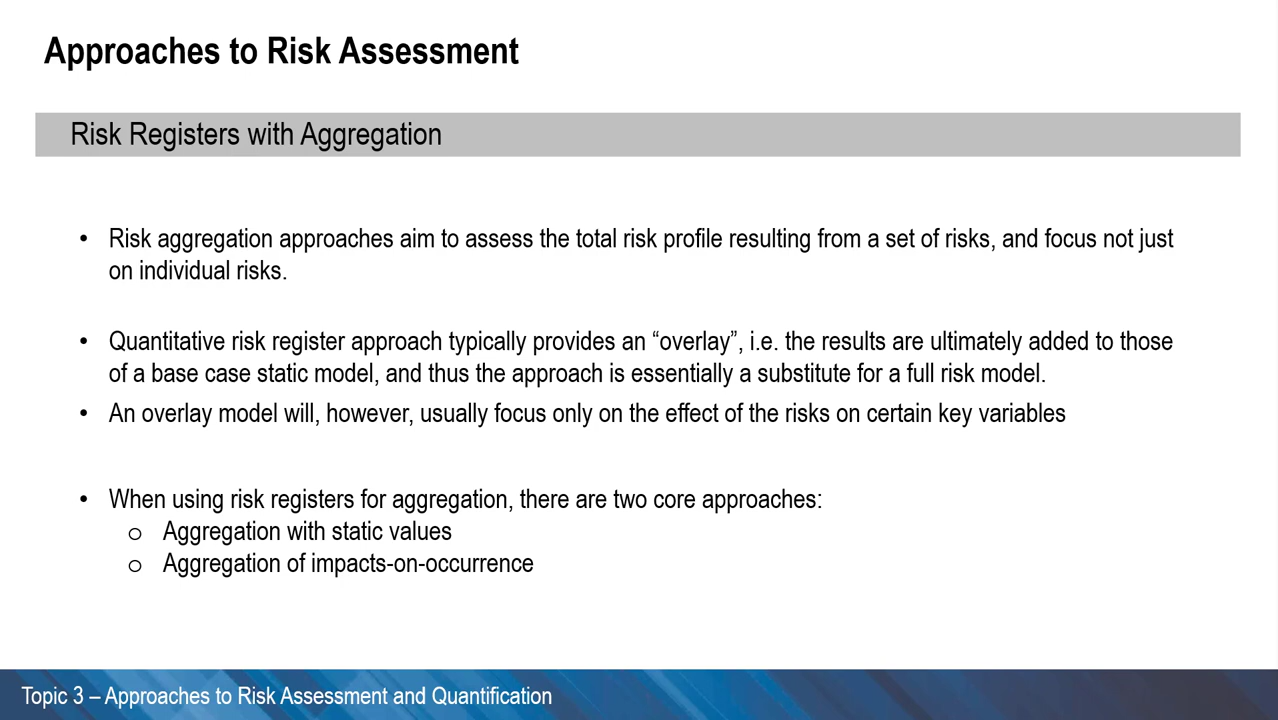 Approaches to Risk Assessment
Risk Registers with Aggregation
• Risk aggregation approaches aim to assess the total risk profile resulting from a set of risks, and focus not just
on individual risks.
• Quantitative risk register approach typically provides an “overlay”, i.e. the results are ultimately added to those
of a base case static model, and thus the approach is essentially a substitute for a full risk model.
• An overlay model will, however, usually focus only on the effect of the risks on certain key variables
• When using risk registers for aggregation, there are two core approaches:
o Aggregation with static values
o Aggregation of impacts-on-occurrence
Topic 3 – Approaches to Risk Assessment and Quantification